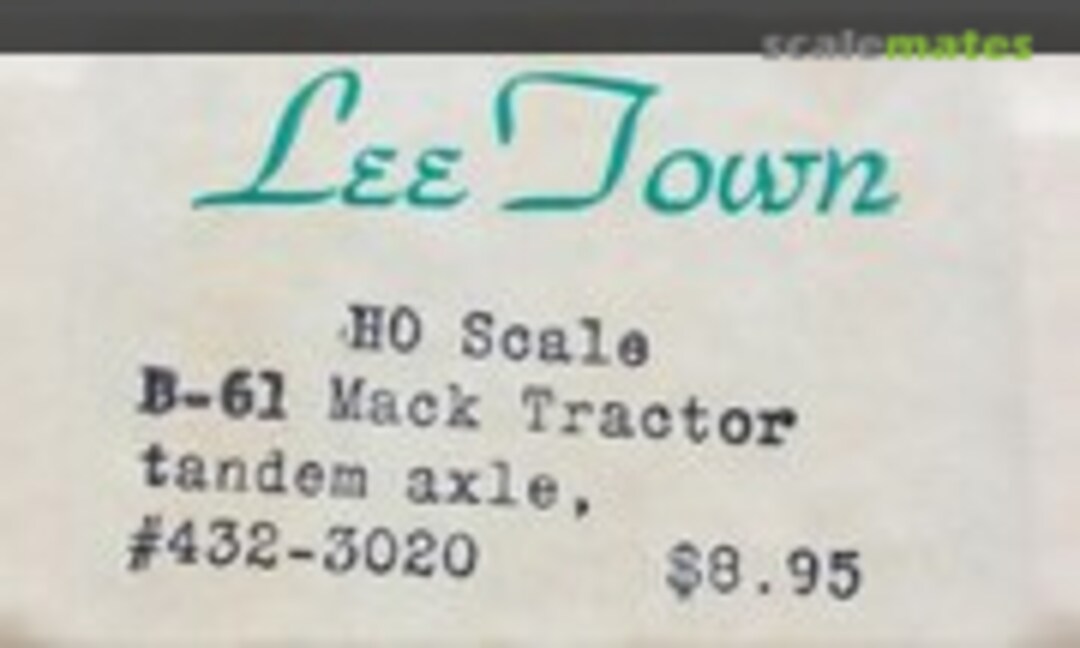 scalemates
Lee Town
HO Scale
B-61 Mack Tractor
tandem axle,
#432-3020 $8.95